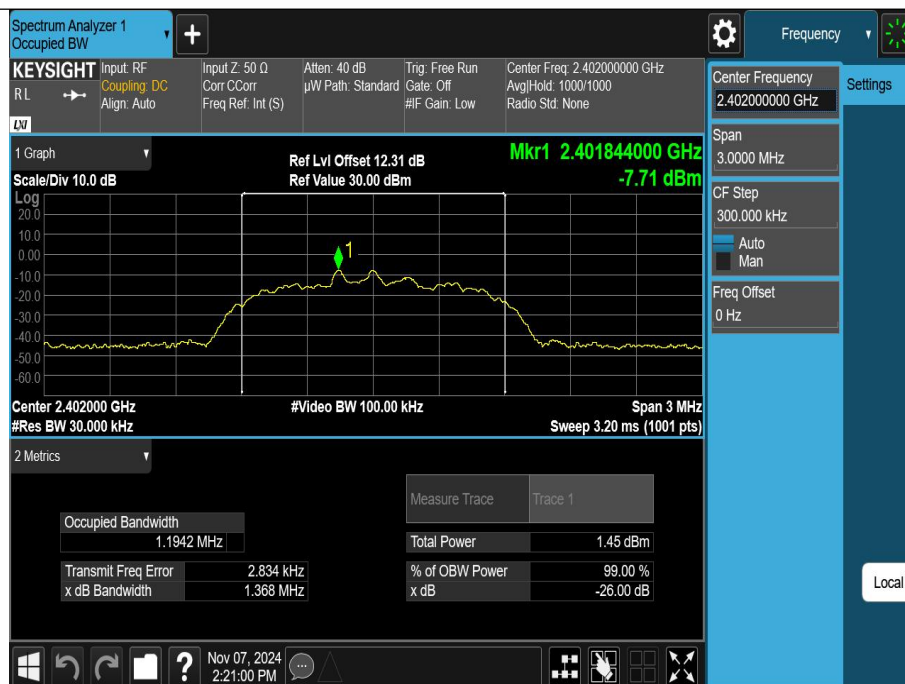 Spectrum Analyzer 1
Occupied BW
Frequency
KEYSIGHT
RL
LXI
Input: RF
Coupling: DC
Align: Auto
Input Z: 50 Ω
Corr CCorr
Freq Ref: Int (S)
Atten: 40 dB
µW Path: Standard
Trig: Free Run
Gate: Off
#IF Gain: Low
Center Freq: 2.402000000 GHz
Avg|Hold: 1000/1000
Radio Std: None
Center Frequency
2.402000000 GHz
Settings
Span
3.0000 MHz
CF Step
300.000 kHz
Auto
Man
Freq Offset
0 Hz
Local
1 Graph
Scale/Div 10.0 dB
Ref Lvl Offset 12.31 dB
Ref Value 30.00 dBm
Mkr1 2.401844000 GHz
-7.71 dBm
Log
20.0
10.0
0.00
-10.0
-20.0
-30.0
-40.0
-50.0
-60.0
1
Center 2.402000 GHz
#Video BW 100.00 kHz
Span 3 MHz
#Res BW 30.000 kHz
Sweep 3.20 ms (1001 pts)
2 Metrics
Measure Trace
Trace 1
Occupied Bandwidth
1.1942 MHz
Total Power
1.45 dBm
Transmit Freq Error
2.834 kHz
% of OBW Power
99.00 %
x dB Bandwidth
1.368 MHz
x dB
-26.00 dB
?
Nov 07, 2024
2:21:00 PM